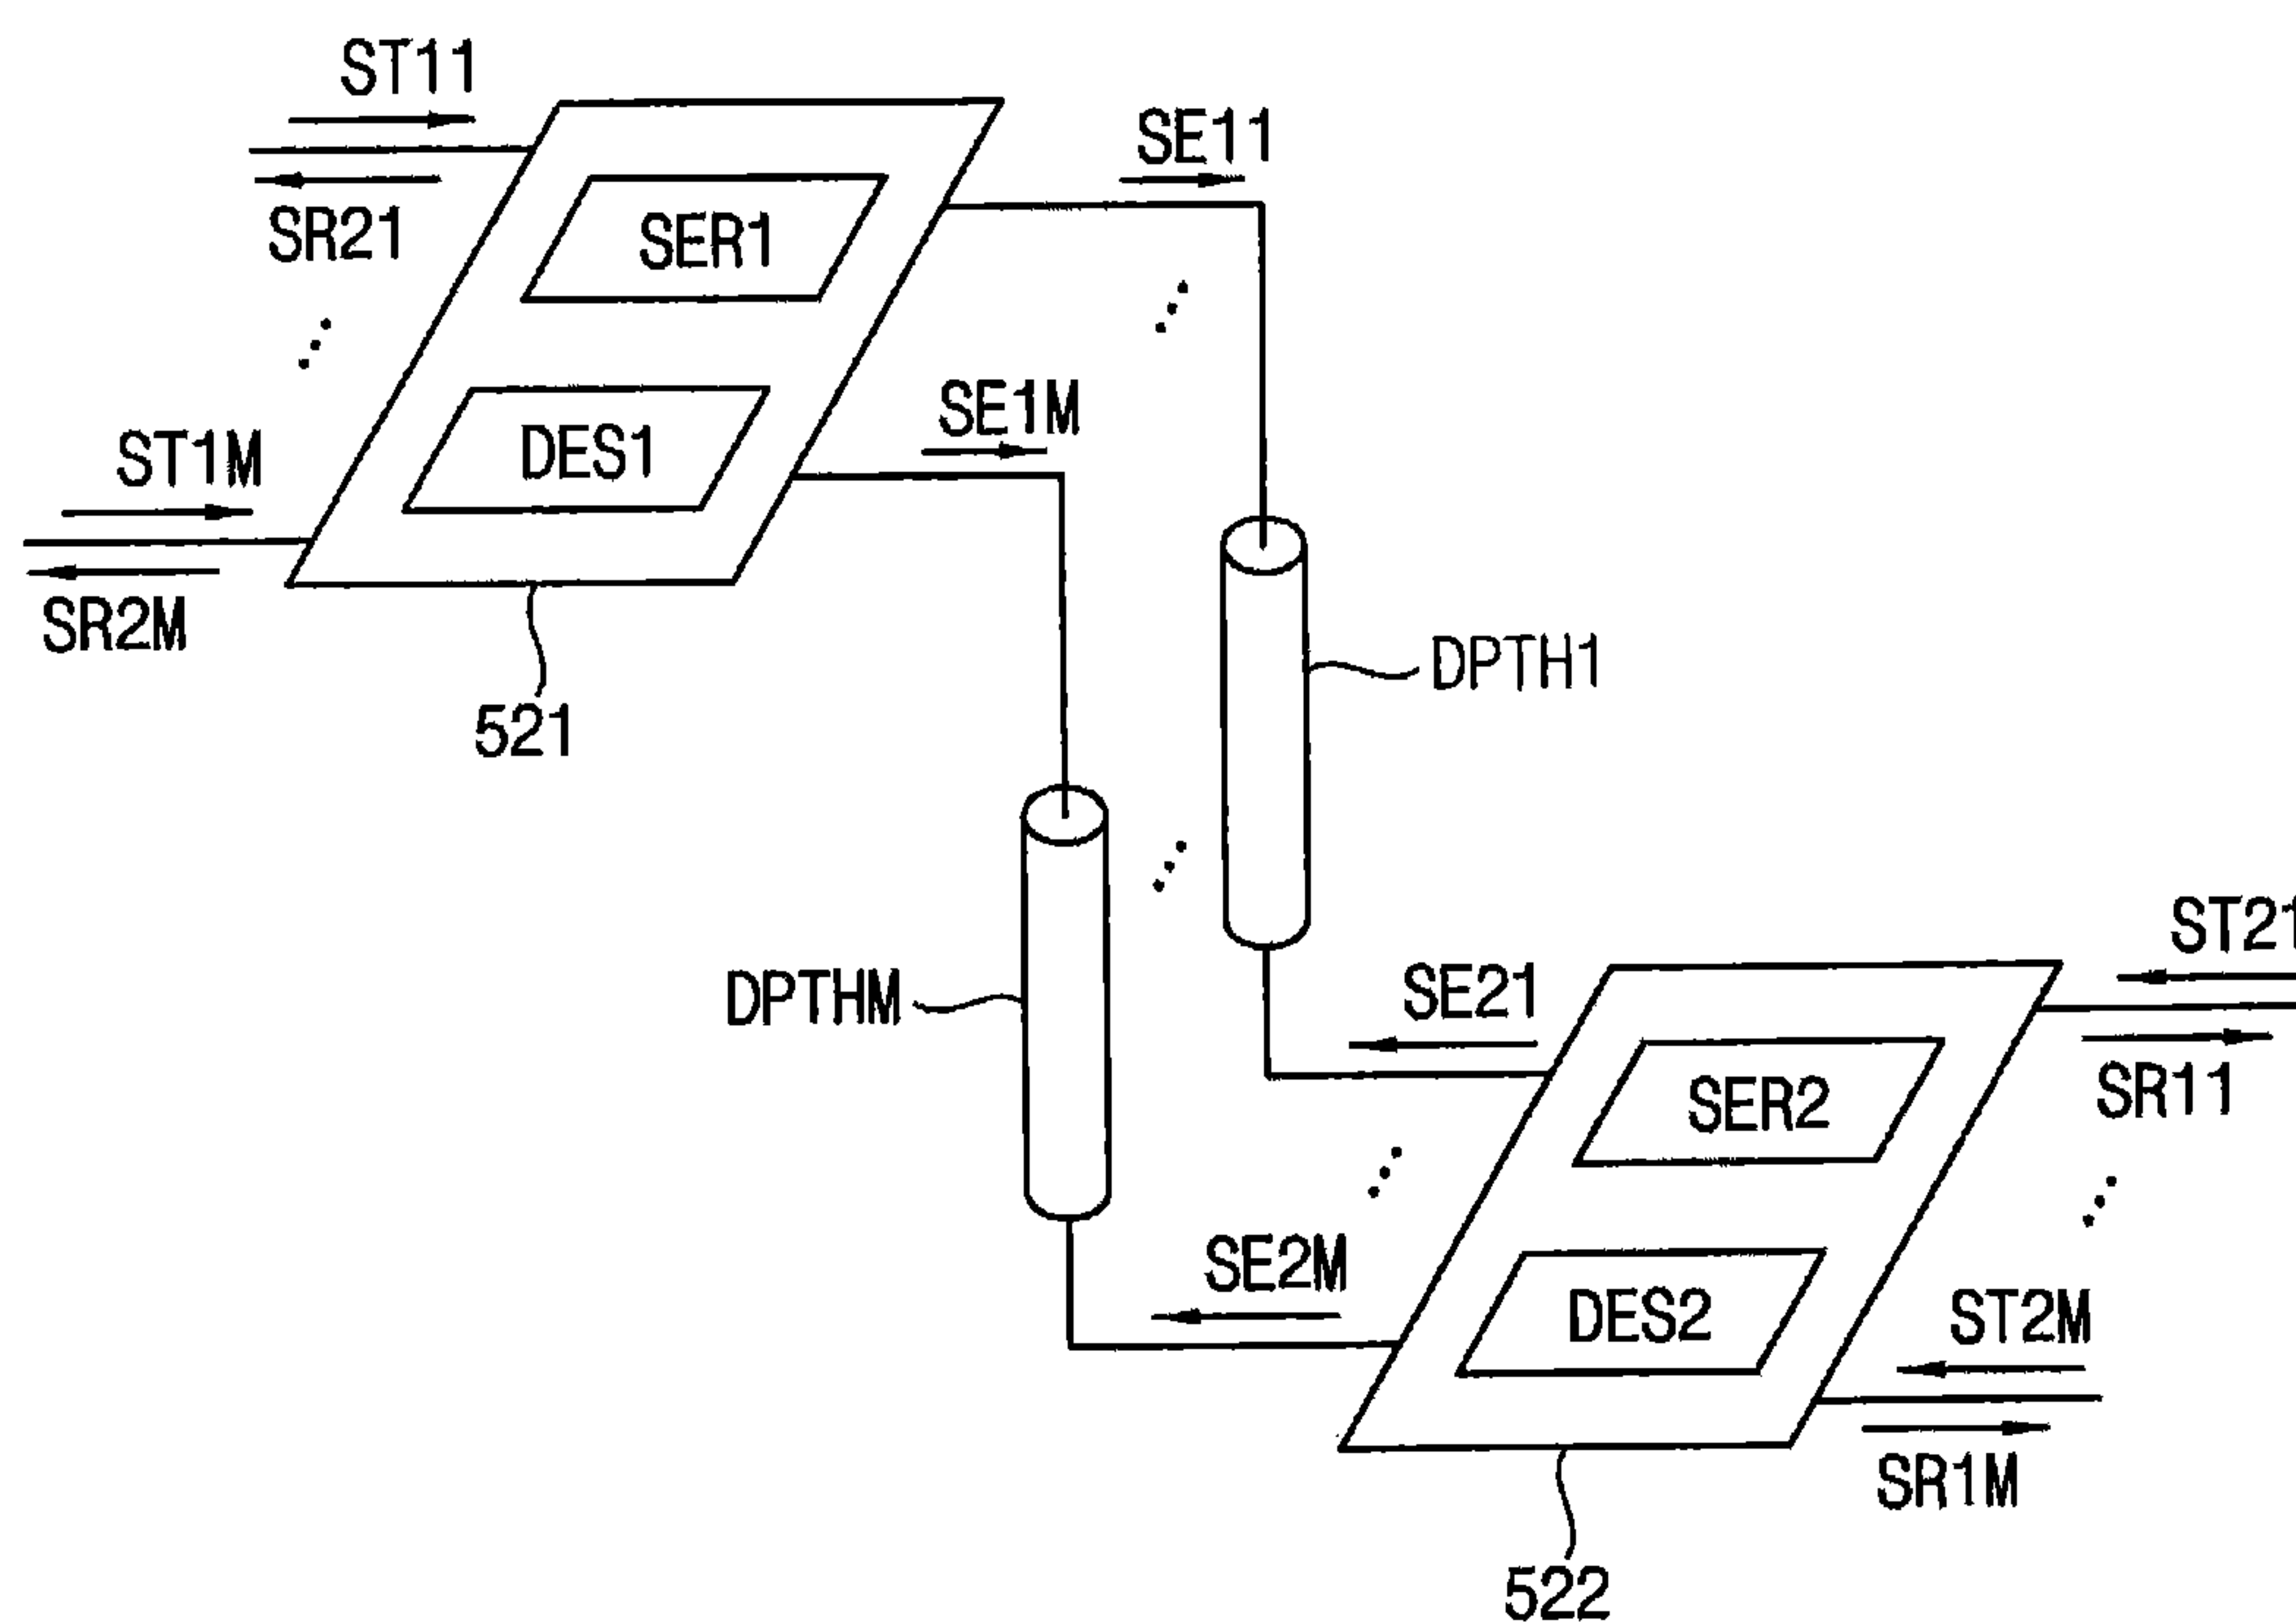 ST11
SR21
SE11
SER1
DES1
SE1M
ST1M
SR2M
521
DPTH1
DPTHM
ST21
SE21
SR11
SER2
SE2M
DES2
ST2M
SR1M
522